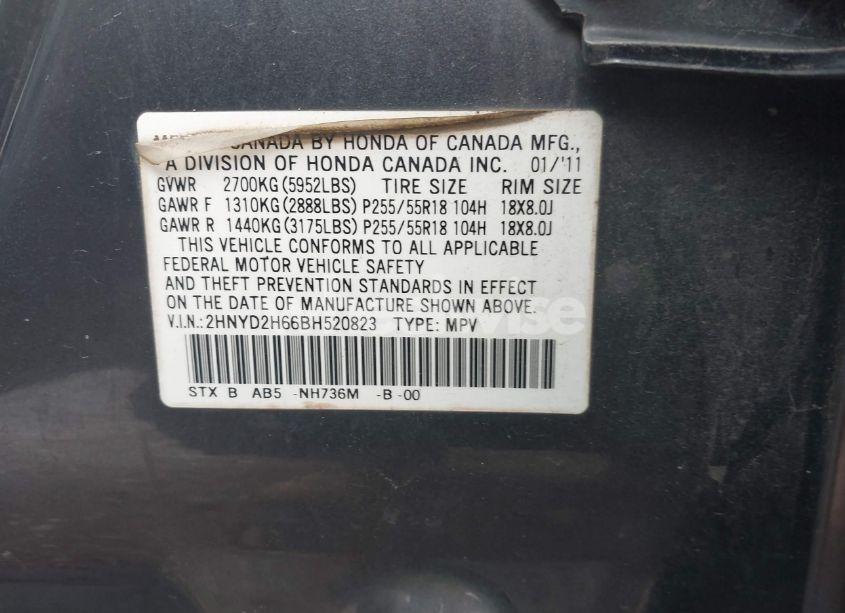 CANADA BY HONDA OF CANADA MFG.,
A DIVISION OF HONDA CANADA INC. 01/'11
GVWR 2700KG(5952LBS) TIRE SIZE RIM SIZE
GAWR F 1310KG(2888LBS) P255/55R18 104H 18X8.0J
GAWR R 1440KG(3175LBS) P255/55R18 104H 18X8.0J
THIS VEHICLE CONFORMS TO ALL APPLICABLE
FEDERAL MOTOR VEHICLE SAFETY
AND THEFT PREVENTION STANDARDS IN EFFECT
ON THE DATE OF MANUFACTURE SHOWN ABOVE.
V.I.N.:2HNYD2H66BH520823 TYPE: MPV
STX B AB5 -NH736M -B -00